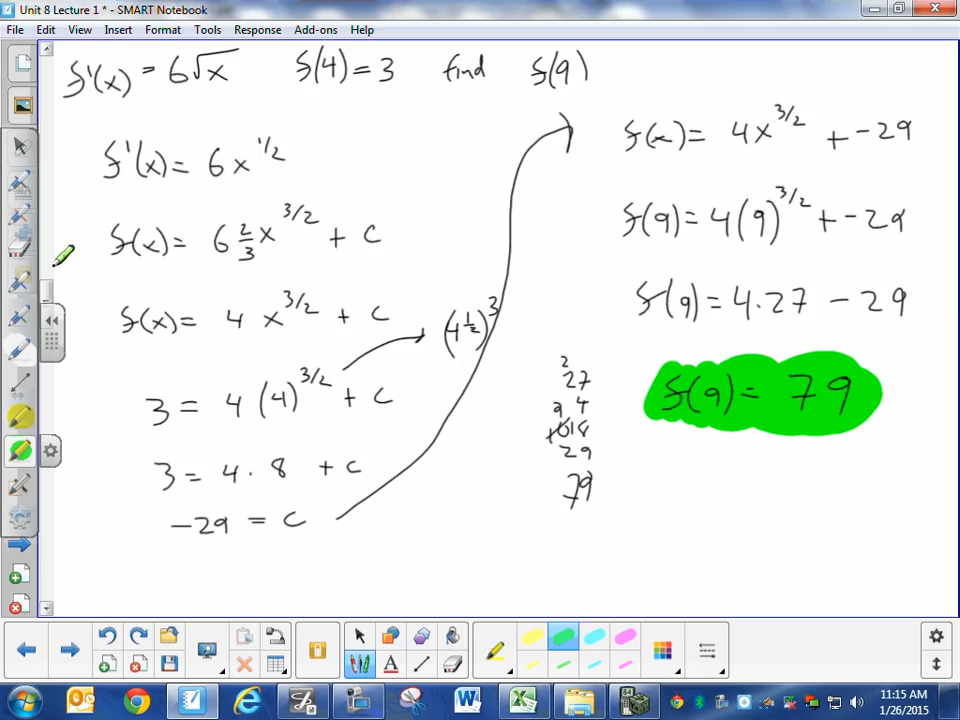 Unit 8 Lecture 1 * - SMART Notebook
File Edit View Insert Format Tools Response Add-ons Help
f'(x) = 6√x f(4) = 3 find f(9)
f'(x) = 6x^1/2
f(x) = 6 2/3 x^3/2 + c
f(x) = 4 x^3/2 + c
(4^1/2)^3
3 = 4 (4)^3/2 + c
3 = 4 · 8 + c
-29 = c
f(x) = 4x^3/2 + -29
f(9) = 4(9)^3/2 + -29
f(9) = 4·27 - 29
f(9) = 79
2
27
4
29
79
A
11:15 AM
1/26/2015